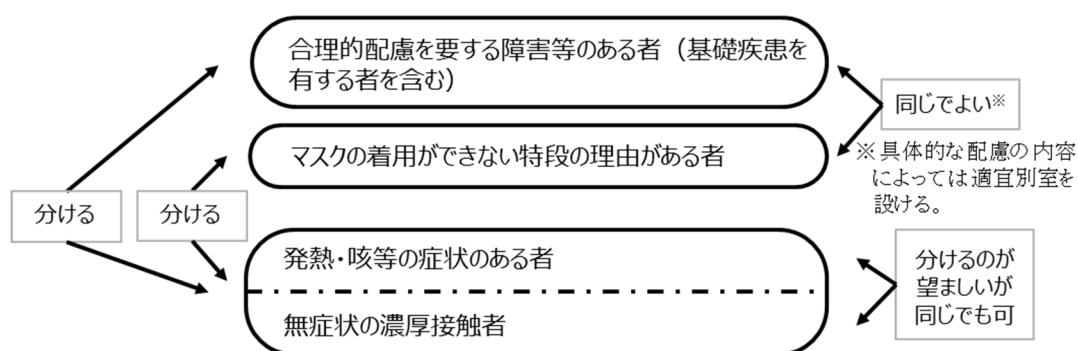 合理的配慮を要する障害等のある者（基礎疾患を
有する者を含む）
同じでよい※
マスクの着用ができない特段の理由がある者
※具体的な配慮の内容
によっては適宜別室を
設ける。
分ける
分ける
発熱・咳等の症状のある者
無症状の濃厚接触者
分けるのが
望ましいが
同じでも可